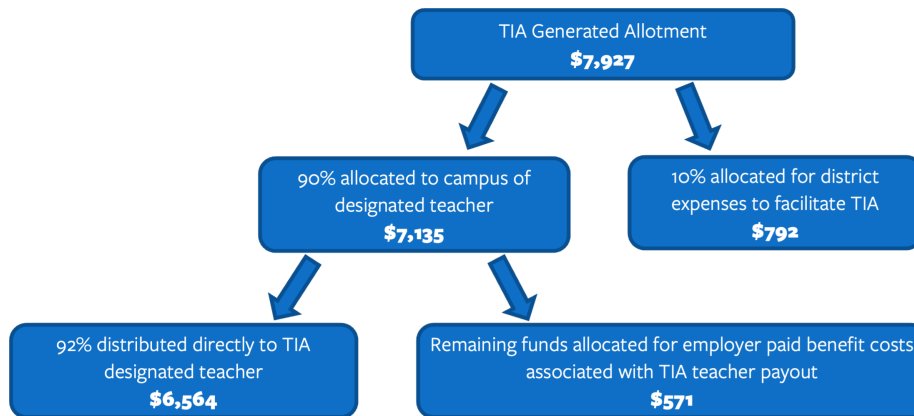 TIA Generated Allotment
$7,927
90% allocated to campus of
designated teacher
$7,135
10% allocated for district
expenses to facilitate TIA
$792
92% distributed directly to TIA
designated teacher
$6,564
Remaining funds allocated for employer paid benefit costs
associated with TIA teacher payout
$571